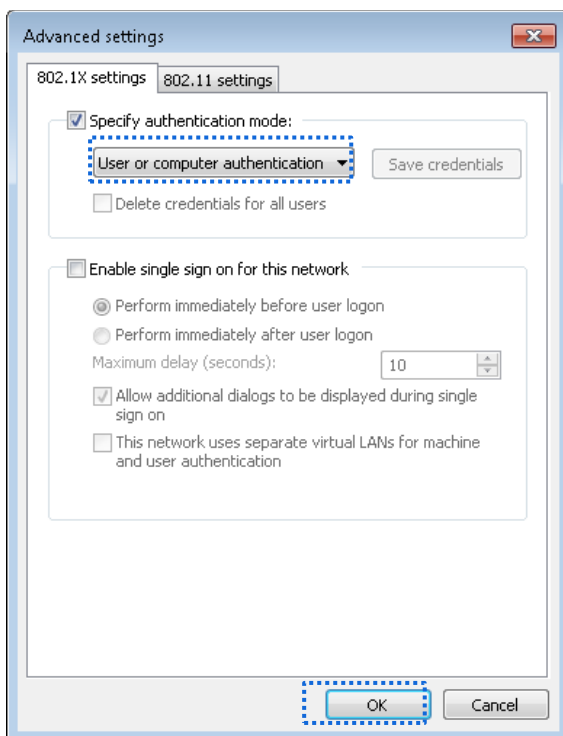 Advanced settings
802.1X settings
802.11 settings
Specify authentication mode:
User or computer authentication
Save credentials
Delete credentials for all users
Enable single sign on for this network
Perform immediately before user logon
Perform immediately after user logon
Maximum delay (seconds):
10
Allow additional dialogs to be displayed during single
sign on
This network uses separate virtual LANs for machine
and user authentication
OK
Cancel